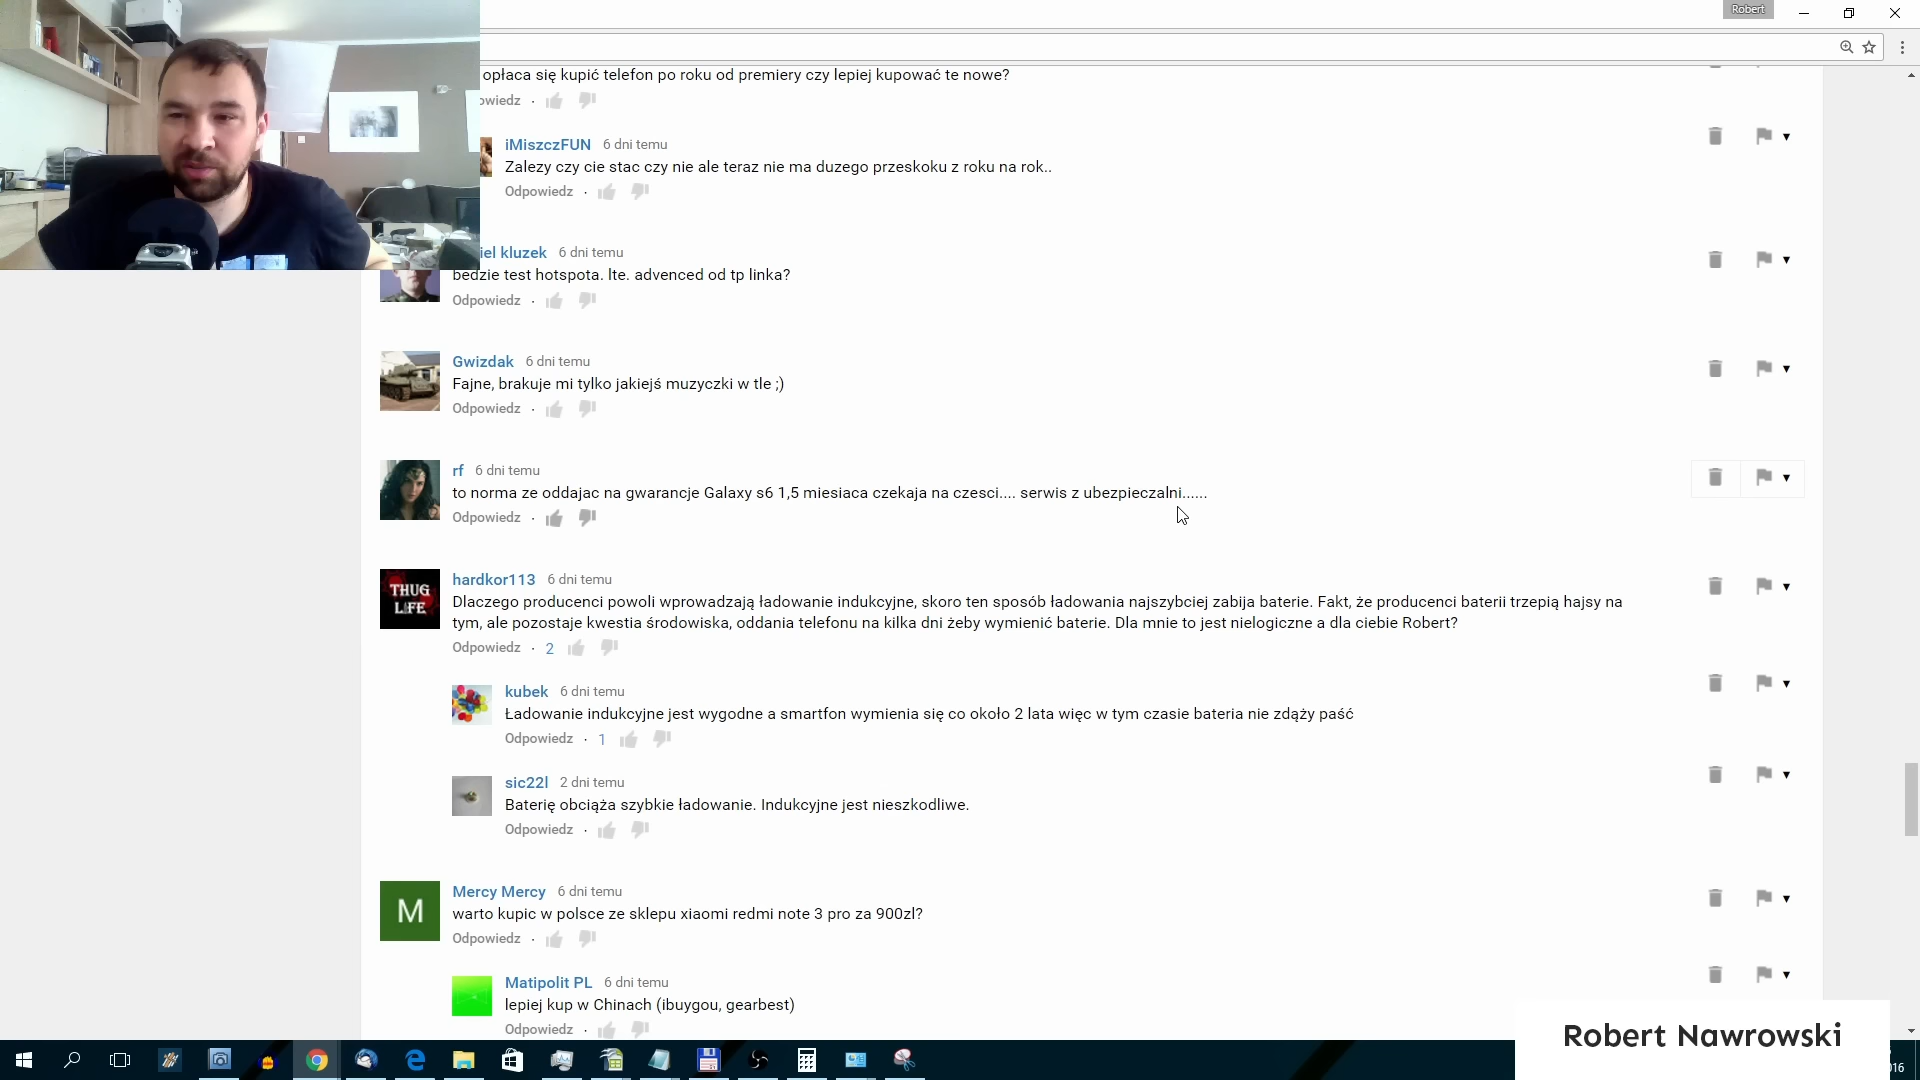 Robert
opłaca się kupić telefon po roku od premiery czy lepiej kupować te nowe?
owiedz ·
iMiszczFUN 6 dni temu
Zalezy czy cie stac czy nie ale teraz nie ma duzego przeskoku z roku na rok..
Odpowiedz ·
iel kluzek 6 dni temu
bedzie test hotspota. lte. advenced od tp linka?
Odpowiedz ·
Gwizdak 6 dni temu
Fajne, brakuje mi tylko jakiejś muzyczki w tle ;)
Odpowiedz ·
rf 6 dni temu
to norma ze oddajac na gwarancje Galaxy s6 1,5 miesiaca czekaja na czesci.... serwis z ubezpieczalni......
Odpowiedz ·
THUG
LIFE
hardkor113 6 dni temu
Dlaczego producenci powoli wprowadzają ładowanie indukcyjne, skoro ten sposób ładowania najszybciej zabija baterie. Fakt, że producenci baterii trzepią hajsy na
tym, ale pozostaje kwestia środowiska, oddania telefonu na kilka dni żeby wymienić baterie. Dla mnie to jest nielogiczne a dla ciebie Robert?
Odpowiedz · 2
kubek 6 dni temu
Ładowanie indukcyjne jest wygodne a smartfon wymienia się co około 2 lata więc w tym czasie bateria nie zdąży paść
Odpowiedz · 1
sic22l 2 dni temu
Baterię obciąża szybkie ładowanie. Indukcyjne jest nieszkodliwe.
Odpowiedz ·
M
Mercy Mercy 6 dni temu
warto kupic w polsce ze sklepu xiaomi redmi note 3 pro za 900zl?
Odpowiedz ·
Matipolit PL 6 dni temu
lepiej kup w Chinach (ibuygou, gearbest)
Odpowiedz ·
Robert Nawrowski
016